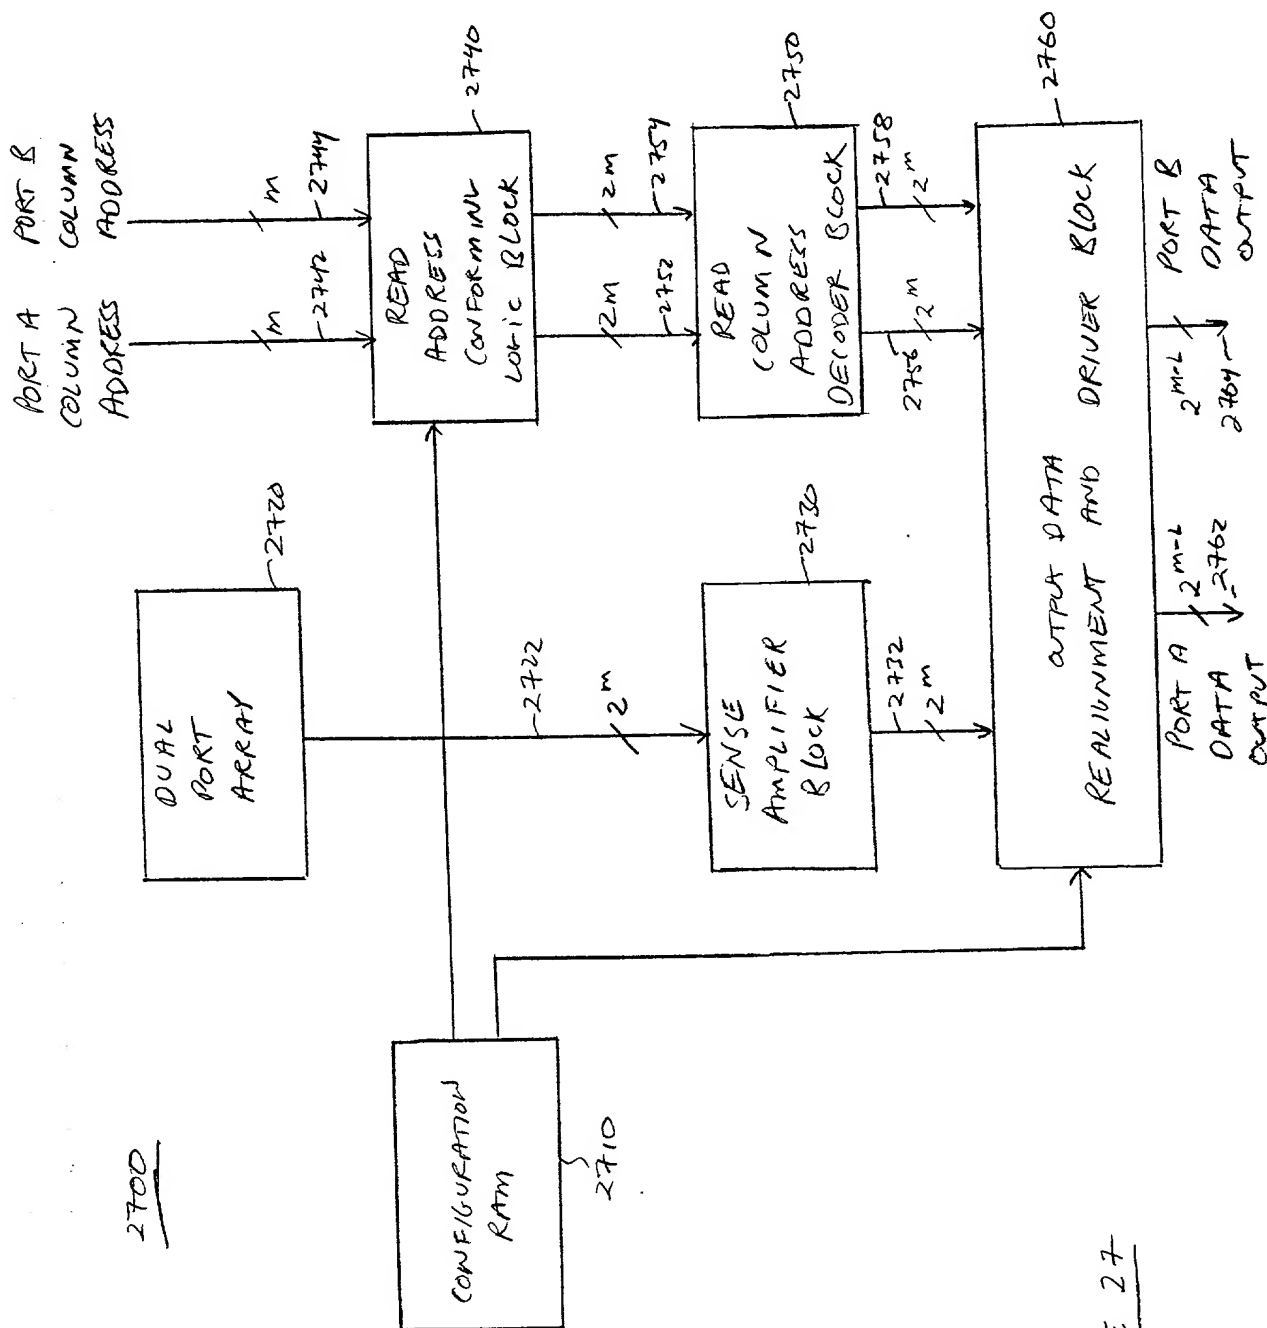 PORT A
COLUMN
ADDRESS
PORT B
COLUMN
ADDRESS
m
2742
m
2744
READ
ADDRESS
CONFORMING
LOGIC BLOCK
2740
DUAL
PORT
ARRAY
2720
2700
CONFIGURATION
RAM
2710
2722
2^m
2m
2752
2m
2754
SENSE
AMPLIFIER
BLOCK
2730
READ
COLUMN
ADDRESS
DECODER BLOCK
2750
2732
2^m
2756
2^m
2758
2^m
OUTPUT DATA
REALIGNMENT AND DRIVER BLOCK
2760
PORT A
DATA
OUTPUT
2762
PORT B
DATA
OUTPUT
2764
27